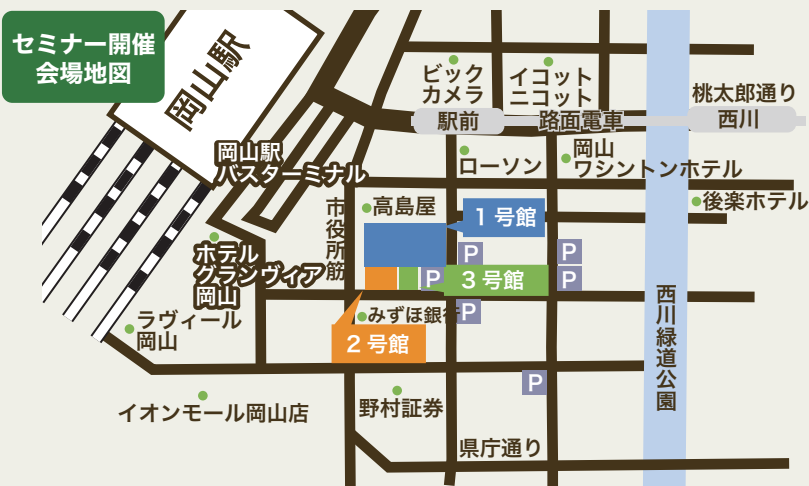 セミナー開催
会場地図
岡山駅
ビック
カメラ
イコット
ニコット
桃太郎通り
駅前
路面電車
西川
岡山駅
バスターミナル
ローソン
岡山
ワシントンホテル
後楽ホテル
市役所筋
高島屋
1号館
P
P
ホテル
グランヴィア
岡山
P
3号館
P
ラヴィール
岡山
みずほ銀行
P
2号館
西川緑道公園
P
イオンモール岡山店
野村証券
県庁通り